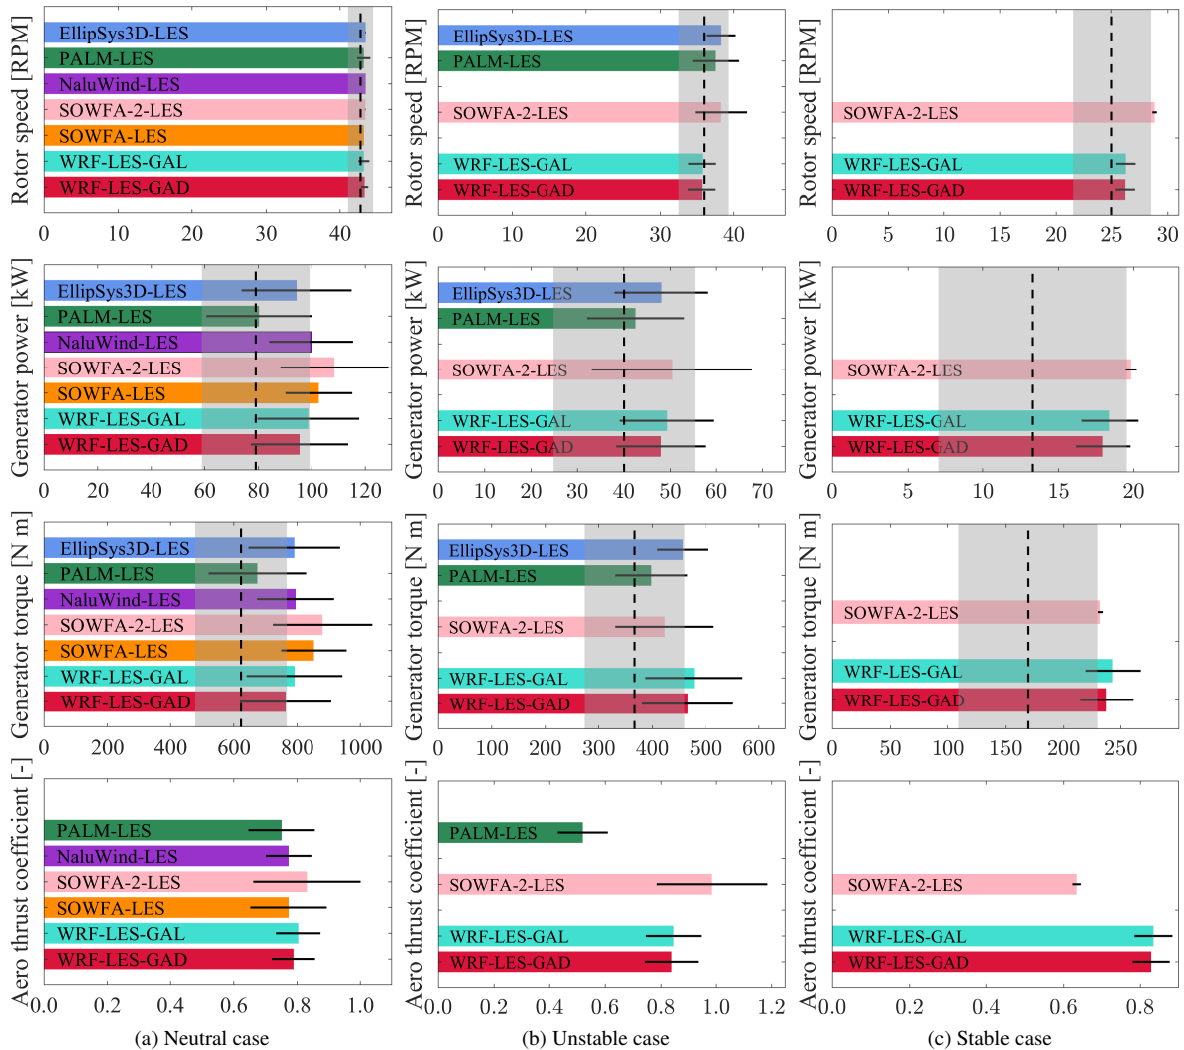 Rotor speed [RPM]
EllipSys3D-LES
PALM-LES
NaluWind-LES
SOWFA-2-LES
SOWFA-LES
WRF-LES-GAL
WRF-LES-GAD
0 10 20 30 40
Rotor speed [RPM]
EllipSys3D-LES
PALM-LES
SOWFA-2-LES
WRF-LES-GAL
WRF-LES-GAD
0 10 20 30 40
Rotor speed [RPM]
SOWFA-2-LES
WRF-LES-GAL
WRF-LES-GAD
0 5 10 15 20 25 30
Generator power [kW]
EllipSys3D-LES
PALM-LES
NaluWind-LES
SOWFA-2-LES
SOWFA-LES
WRF-LES-GAL
WRF-LES-GAD
0 20 40 60 80 100 120
Generator power [kW]
EllipSys3D-LES
PALM-LES
SOWFA-2-LES
WRF-LES-GAL
WRF-LES-GAD
0 10 20 30 40 50 60 70
Generator power [kW]
SOWFA-2-LES
WRF-LES-GAL
WRF-LES-GAD
0 5 10 15 20
Generator torque [N m]
EllipSys3D-LES
PALM-LES
NaluWind-LES
SOWFA-2-LES
SOWFA-LES
WRF-LES-GAL
WRF-LES-GAD
0 200 400 600 800 1000
Generator torque [N m]
EllipSys3D-LES
PALM-LES
SOWFA-2-LES
WRF-LES-GAL
WRF-LES-GAD
0 100 200 300 400 500 600
Generator torque [N m]
SOWFA-2-LES
WRF-LES-GAL
WRF-LES-GAD
0 50 100 150 200 250
Aero thrust coefficient [-]
PALM-LES
NaluWind-LES
SOWFA-2-LES
SOWFA-LES
WRF-LES-GAL
WRF-LES-GAD
0.0 0.2 0.4 0.6 0.8 1.0
Aero thrust coefficient [-]
PALM-LES
SOWFA-2-LES
WRF-LES-GAL
WRF-LES-GAD
0.0 0.2 0.4 0.6 0.8 1.0 1.2
Aero thrust coefficient [-]
SOWFA-2-LES
WRF-LES-GAL
WRF-LES-GAD
0.0 0.2 0.4 0.6 0.8
(a) Neutral case
(b) Unstable case
(c) Stable case